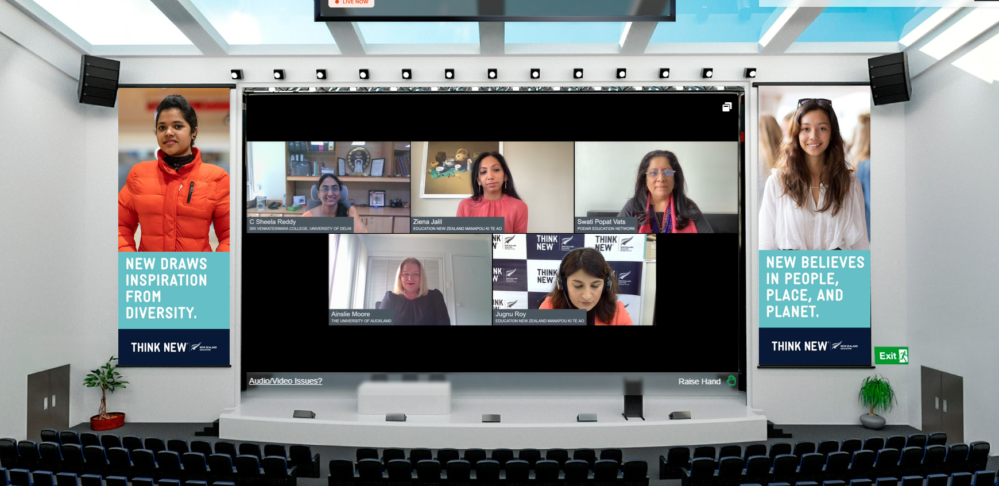 LIVE NOW
NEW DRAWS
INSPIRATION
FROM
DIVERSITY.
THINK NEW
NEW ZEALAND
EDUCATION
C Sheela Reddy
SRI VENKATESWARA COLLEGE, UNIVERSITY OF DELHI
Ziena Jalil
EDUCATION NEW ZEALAND MANAPOU KI TE AO
Swati Popat Vats
PODAR EDUCATION NETWORK
THINK
NEW
THINK
NEW
THINK
NEW
Ainslie Moore
THE UNIVERSITY OF AUCKLAND
Jugnu Roy
EDUCATION NEW ZEALAND MANAPOU KI TE AO
Audio/Video Issues?
Raise Hand
NEW BELIEVES
IN PEOPLE,
PLACE, AND
PLANET.
THINK NEW
NEW ZEALAND
EDUCATION
Exit